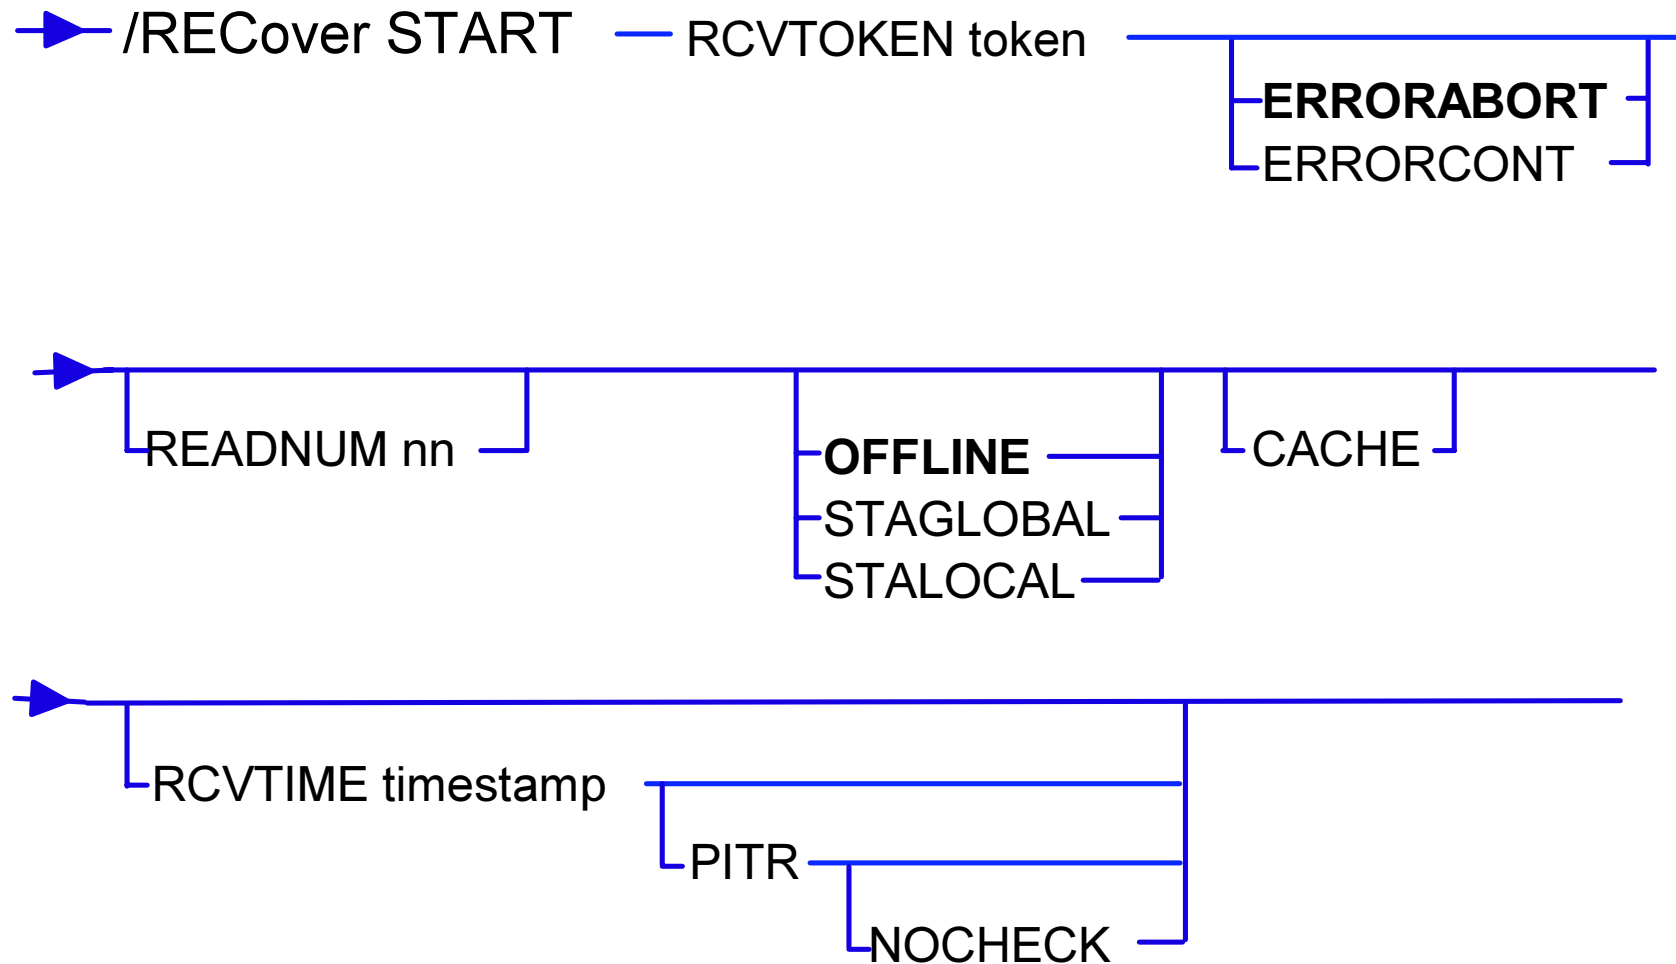 /RECover START RCVTOKEN token
ERRORABORT
ERRORCONT
READNUM nn
OFFLINE
STAGLOBAL
STALOCAL
CACHE
RCVTIME timestamp
PITR
NOCHECK